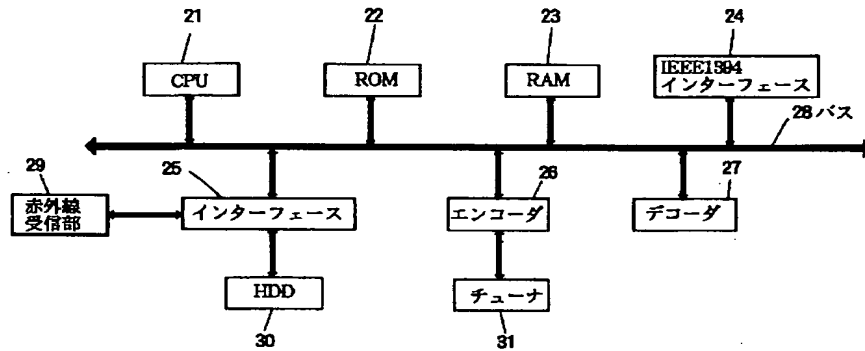 21
22
23
24
CPU
ROM
RAM
IEEE1394
インターフェース
28 バス
29
25
26
27
赤外線
受信部
インターフェース
エンコーダ
デコーダ
HDD
チューナ
30
31